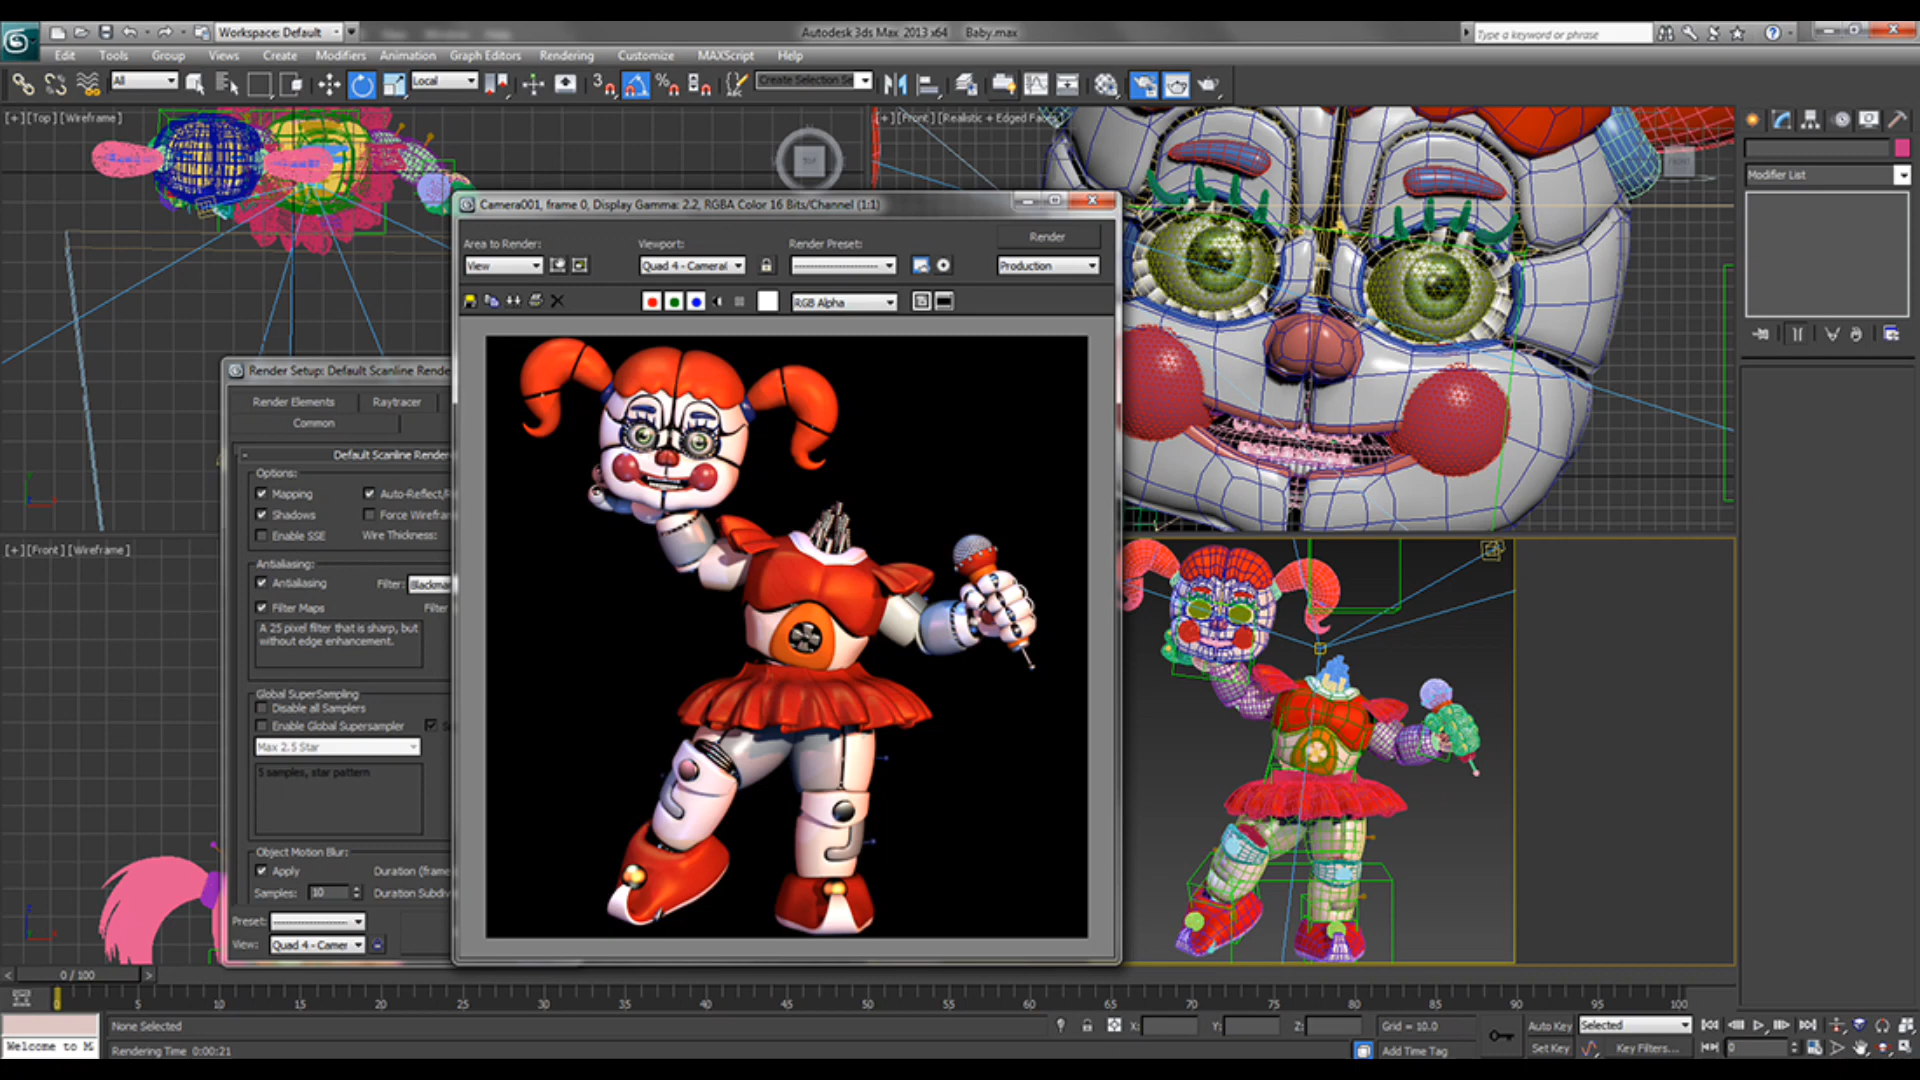 Workspace: Default
Autodesk 3ds Max 2013 x64
Baby.max
Type a keyword or phrase
Edit Tools Group Views Create Modifiers Animation Graph Editors Rendering Customize MAXScript Help
All
Local
Create Selection Se
[+] [Top] [Wireframe]
TOP
[+] [Front] [Realistic + Edged Faces]
FRONT
Modifier List
Camera001, frame 0, Display Gamma: 2.2, RGBA Color 16 Bits/Channel (1:1)
Area to Render:
View
Viewport:
Quad 4 - Camera(
Render Preset:
Render
Production
RGB Alpha
Render Setup: Default Scanline Rende
Render Elements
Raytracer
Common
Default Scanline Render
Options:
Mapping
Auto-Reflect/R
Shadows
Force Wirefra
Enable SSE
Wire Thickness:
Antialiasing:
Antialiasing
Filter:
Blackma
Filter Maps
Filter
A 25 pixel filter that is sharp, but
without edge enhancement.
Global SuperSampling
Disable all Samplers
Enable Global Supersampler
Max 2.5 Star
5 samples, star pattern
Object Motion Blur:
Apply
Duration (frame
Samples: 10
Duration Subdiv
Preset:
View: Quad 4 - Camer
[+] [Front] [Wireframe]
0 / 100
0 5 10 15 20 25 30 35 40 45 50 55 60 65 70 75 80 85 90 95 100
None Selected
X:
Y:
Z:
Grid = 10.0
Auto Key
Selected
Welcome to M
Rendering Time 0:00:21
Add Time Tag
Set Key
Key Filters...
0